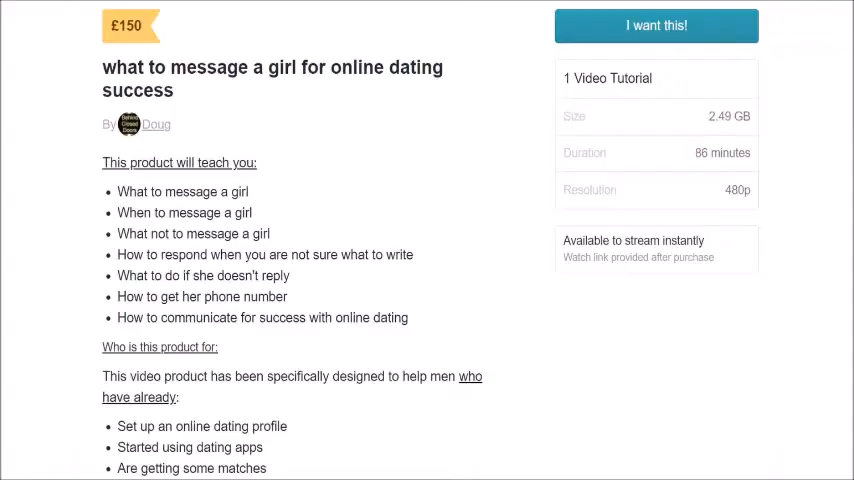 £150
I want this!
what to message a girl for online dating
success
By Behind Closed Doors Doug
1 Video Tutorial
Size 2.49 GB
Duration 86 minutes
Resolution 480p
Available to stream instantly
Watch link provided after purchase
This product will teach you:
• What to message a girl
• When to message a girl
• What not to message a girl
• How to respond when you are not sure what to write
• What to do if she doesn't reply
• How to get her phone number
• How to communicate for success with online dating
Who is this product for:
This video product has been specifically designed to help men who
have already:
• Set up an online dating profile
• Started using dating apps
• Are getting some matches